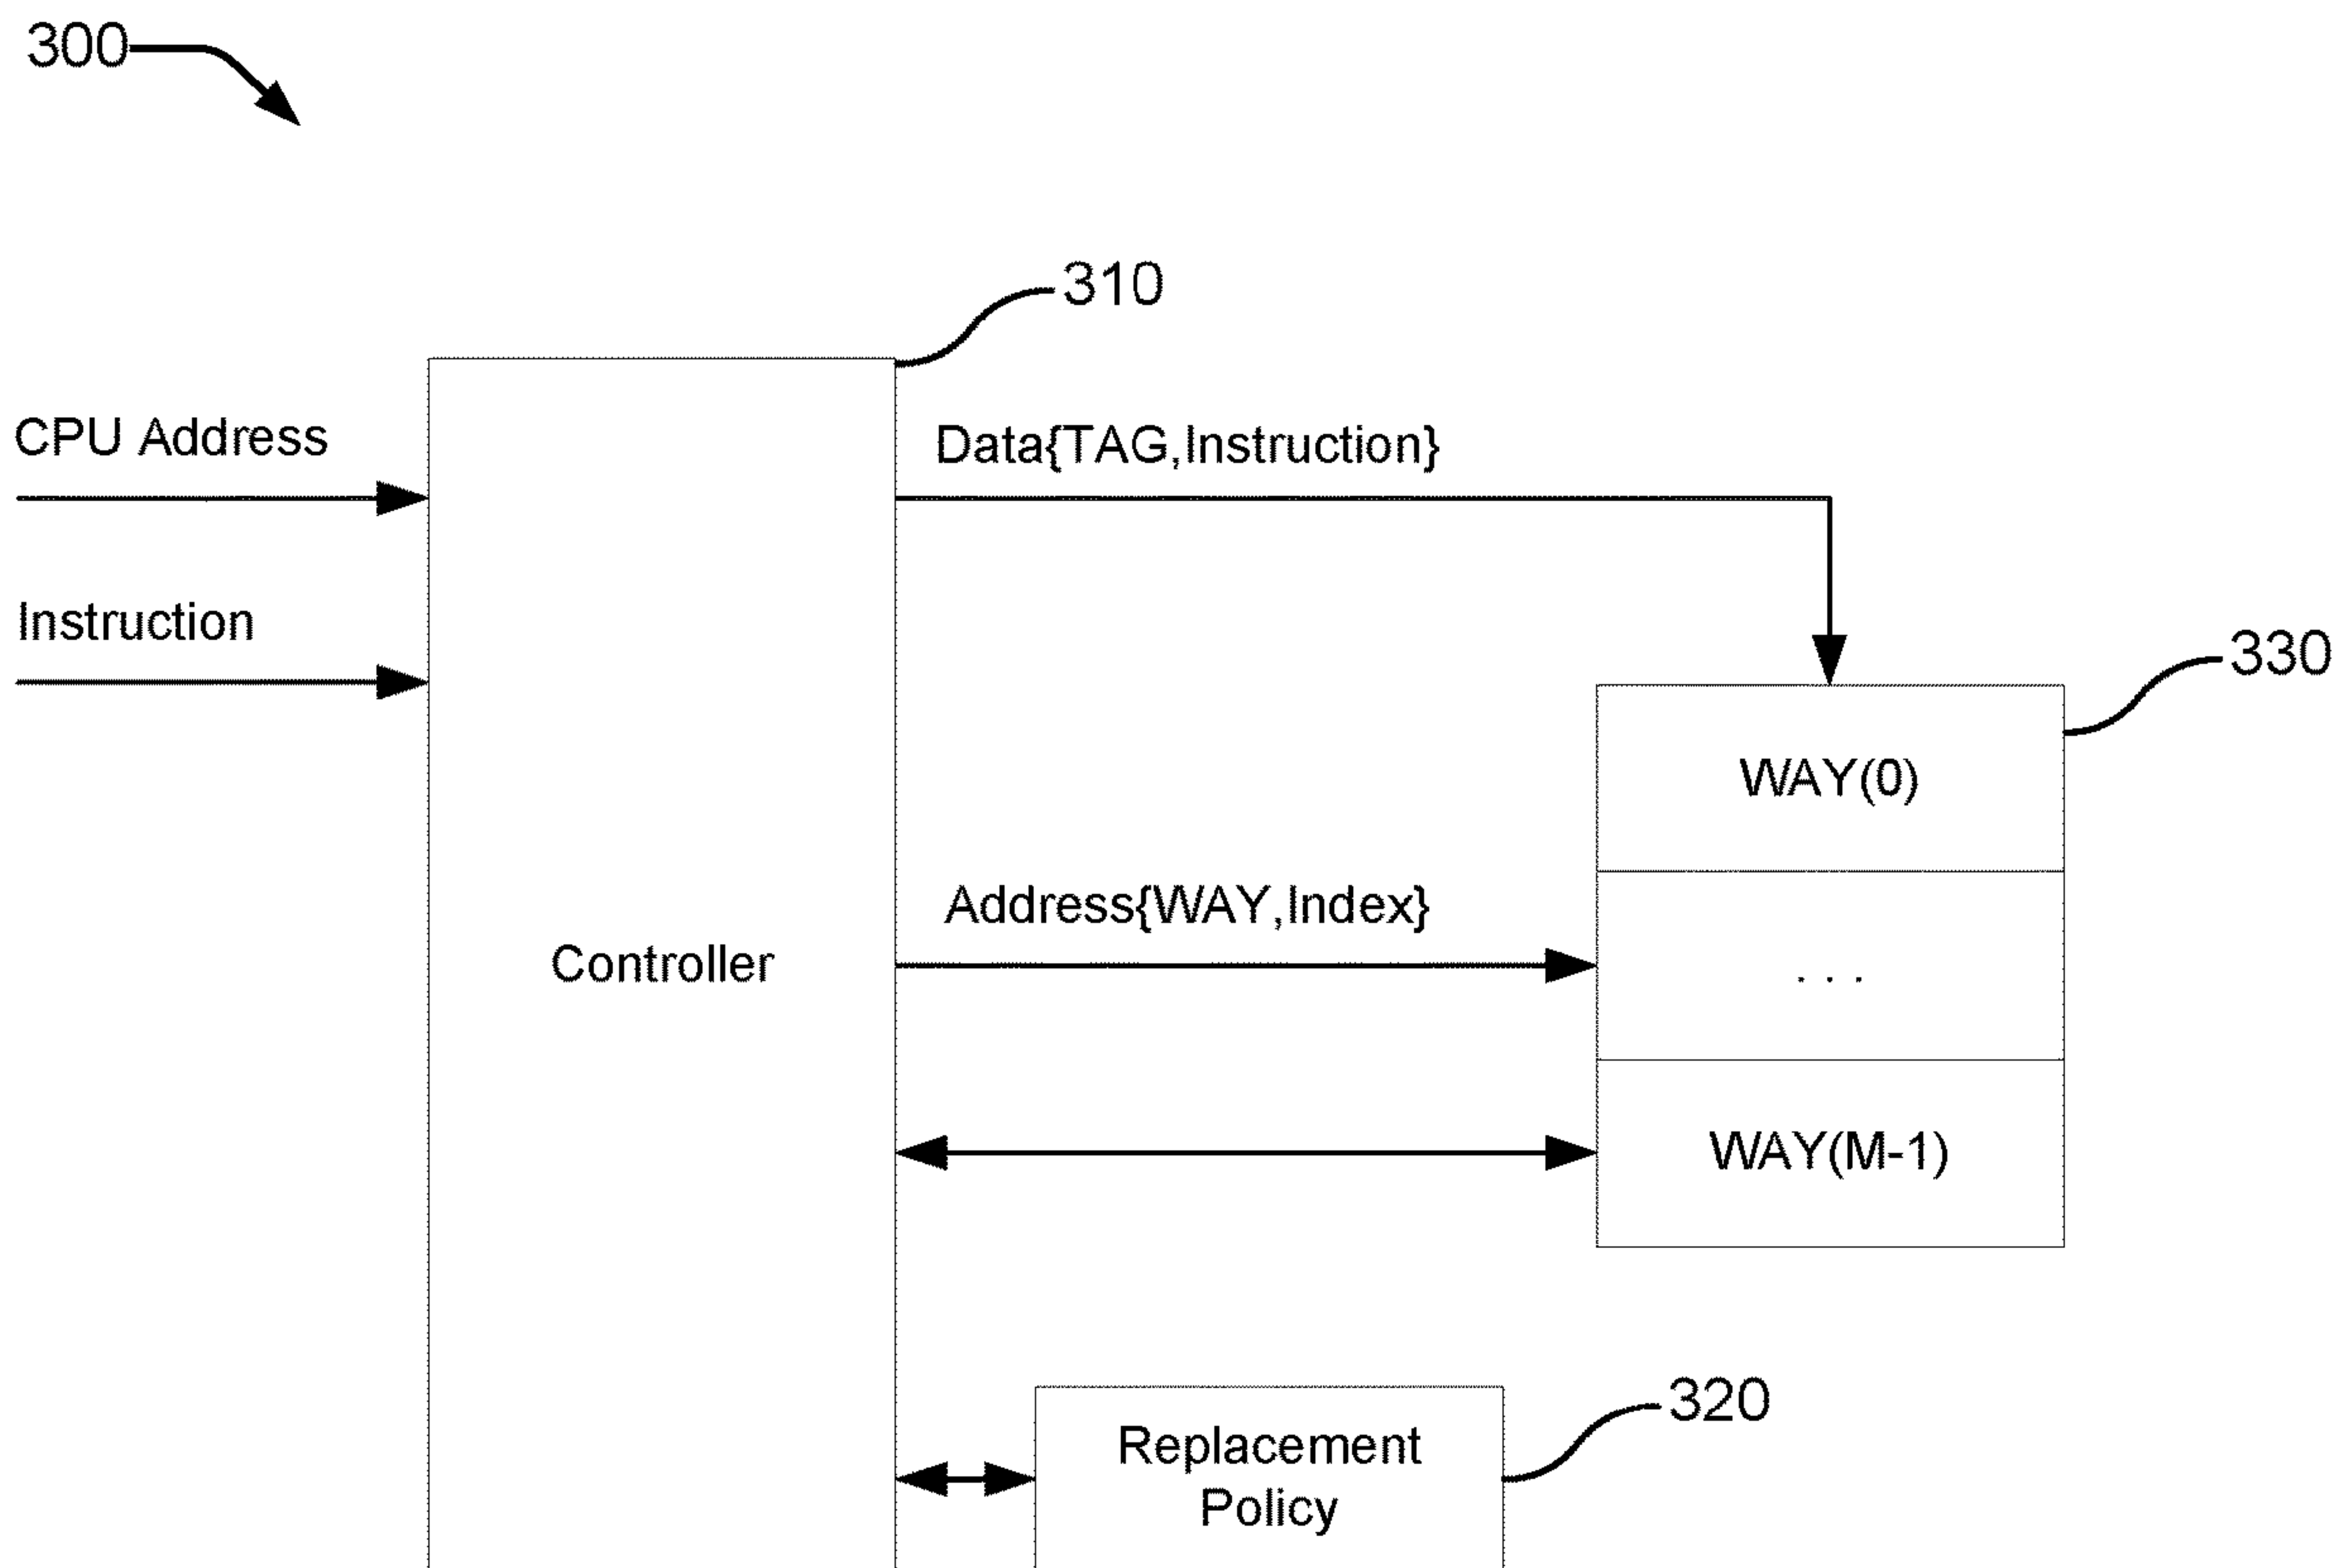 300
310
CPU Address
Data{TAG,Instruction}
Instruction
330
WAY(0)
Address{WAY,Index}
Controller
. . .
WAY(M-1)
320
Replacement
Policy